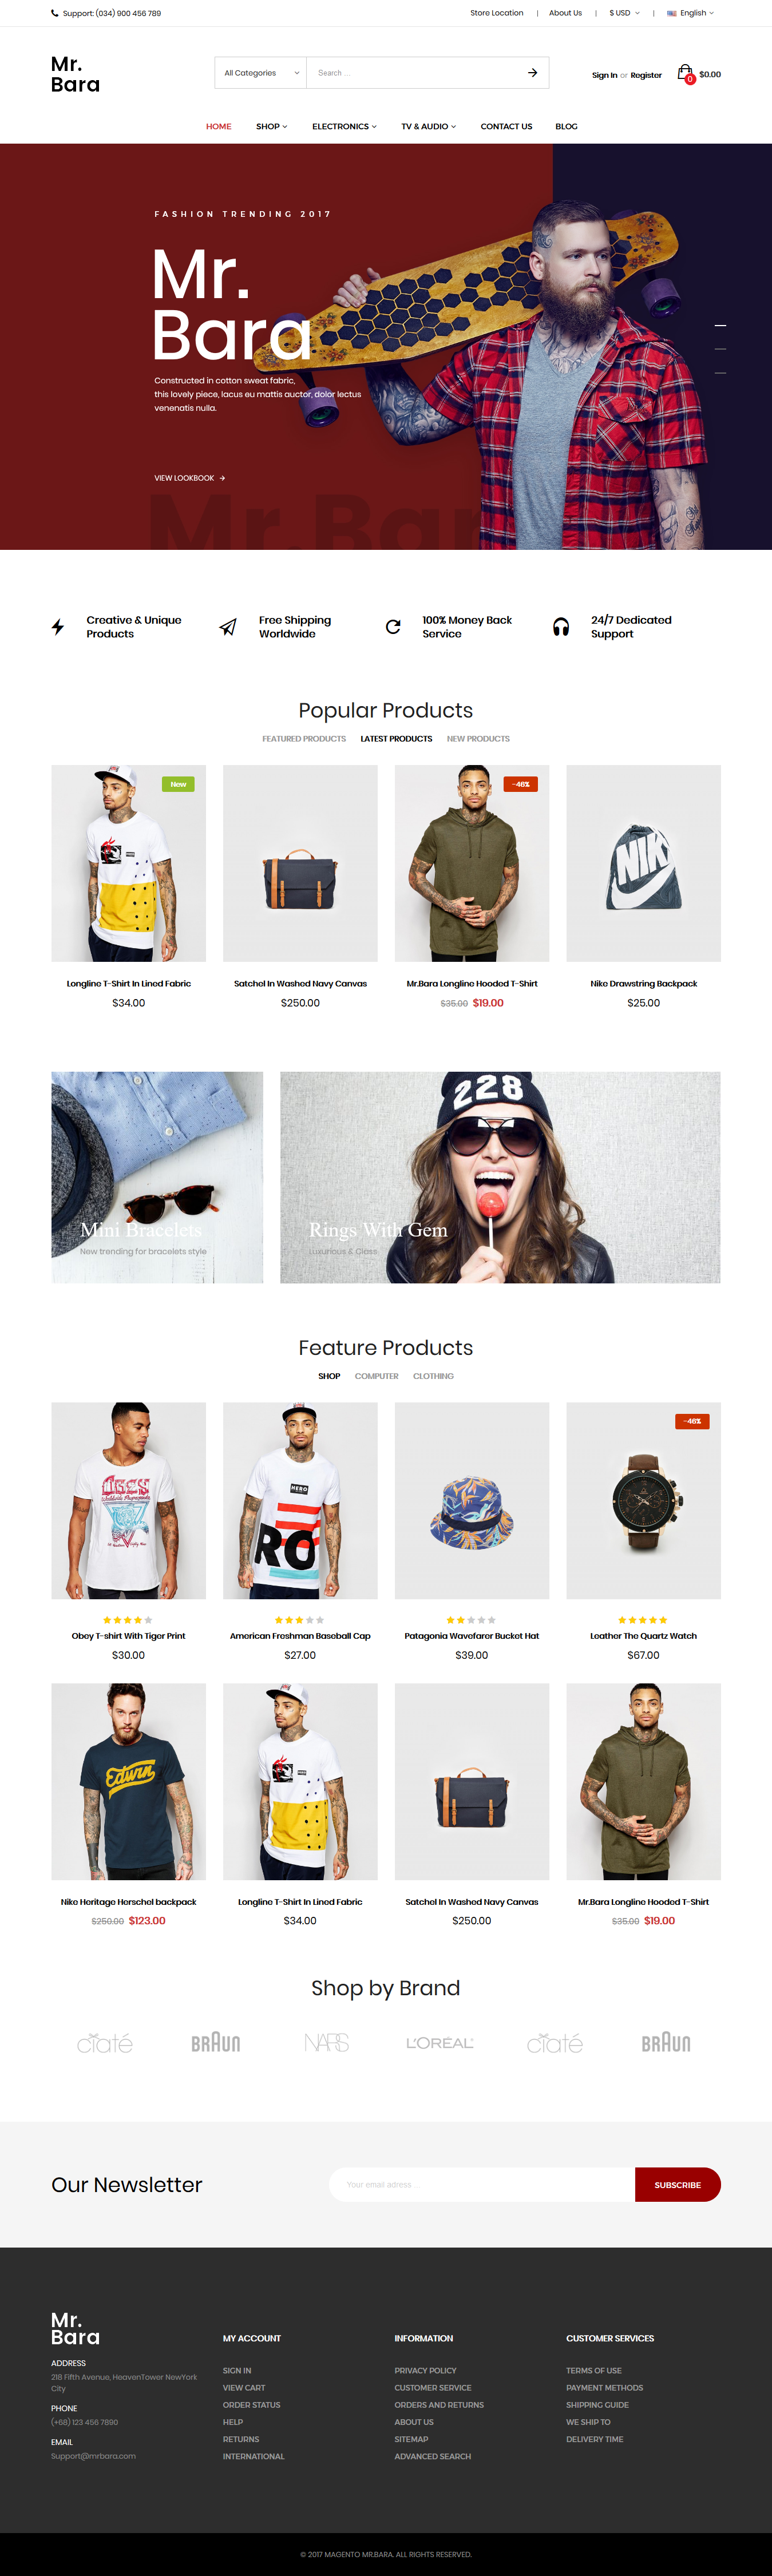 Support: (034) 900 456 789
Store Location | About Us | $ USD | English
Mr.
Bara
All Categories Search ...
Sign In or Register 0 $0.00
HOME SHOP ELECTRONICS TV & AUDIO CONTACT US BLOG
FASHION TRENDING 2017
Mr.
Bara
Constructed in cotton sweat fabric,
this lovely piece, lacus eu mattis auctor, dolor lectus
venenatis nulla.
VIEW LOOKBOOK
Mr.Bar
Creative & Unique
Products
Free Shipping
Worldwide
100% Money Back
Service
24/7 Dedicated
Support
Popular Products
FEATURED PRODUCTS LATEST PRODUCTS NEW PRODUCTS
New
-46%
NIK
Longline T-Shirt In Lined Fabric
$34.00
Satchel In Washed Navy Canvas
$250.00
Mr.Bara Longline Hooded T-Shirt
$35.00 $19.00
Nike Drawstring Backpack
$25.00
228
Mini Bracelets
New trending for bracelets style
Rings With Gem
Luxurious & Class
Feature Products
SHOP COMPUTER CLOTHING
OBEY
HERO
RO
-46%
Obey T-shirt With Tiger Print
$30.00
American Freshman Baseball Cap
$27.00
Patagonia Wavefarer Bucket Hat
$39.00
Leather The Quartz Watch
$67.00
Edwin
Nike Heritage Herschel backpack
$250.00 $123.00
Longline T-Shirt In Lined Fabric
$34.00
Satchel In Washed Navy Canvas
$250.00
Mr.Bara Longline Hooded T-Shirt
$35.00 $19.00
Shop by Brand
ciaté BRAUN NARS L'ORÉAL ciaté BRAUN
Our Newsletter
Your email adress ...
SUBSCRIBE
Mr.
Bara
ADDRESS
218 Fifth Avenue, HeavenTower NewYork
City
PHONE
(+68) 123 456 7890
EMAIL
Support@mrbara.com
MY ACCOUNT
SIGN IN
VIEW CART
ORDER STATUS
HELP
RETURNS
INTERNATIONAL
INFORMATION
PRIVACY POLICY
CUSTOMER SERVICE
ORDERS AND RETURNS
ABOUT US
SITEMAP
ADVANCED SEARCH
CUSTOMER SERVICES
TERMS OF USE
PAYMENT METHODS
SHIPPING GUIDE
WE SHIP TO
DELIVERY TIME
© 2017 MAGENTO MR.BARA. ALL RIGHTS RESERVED.